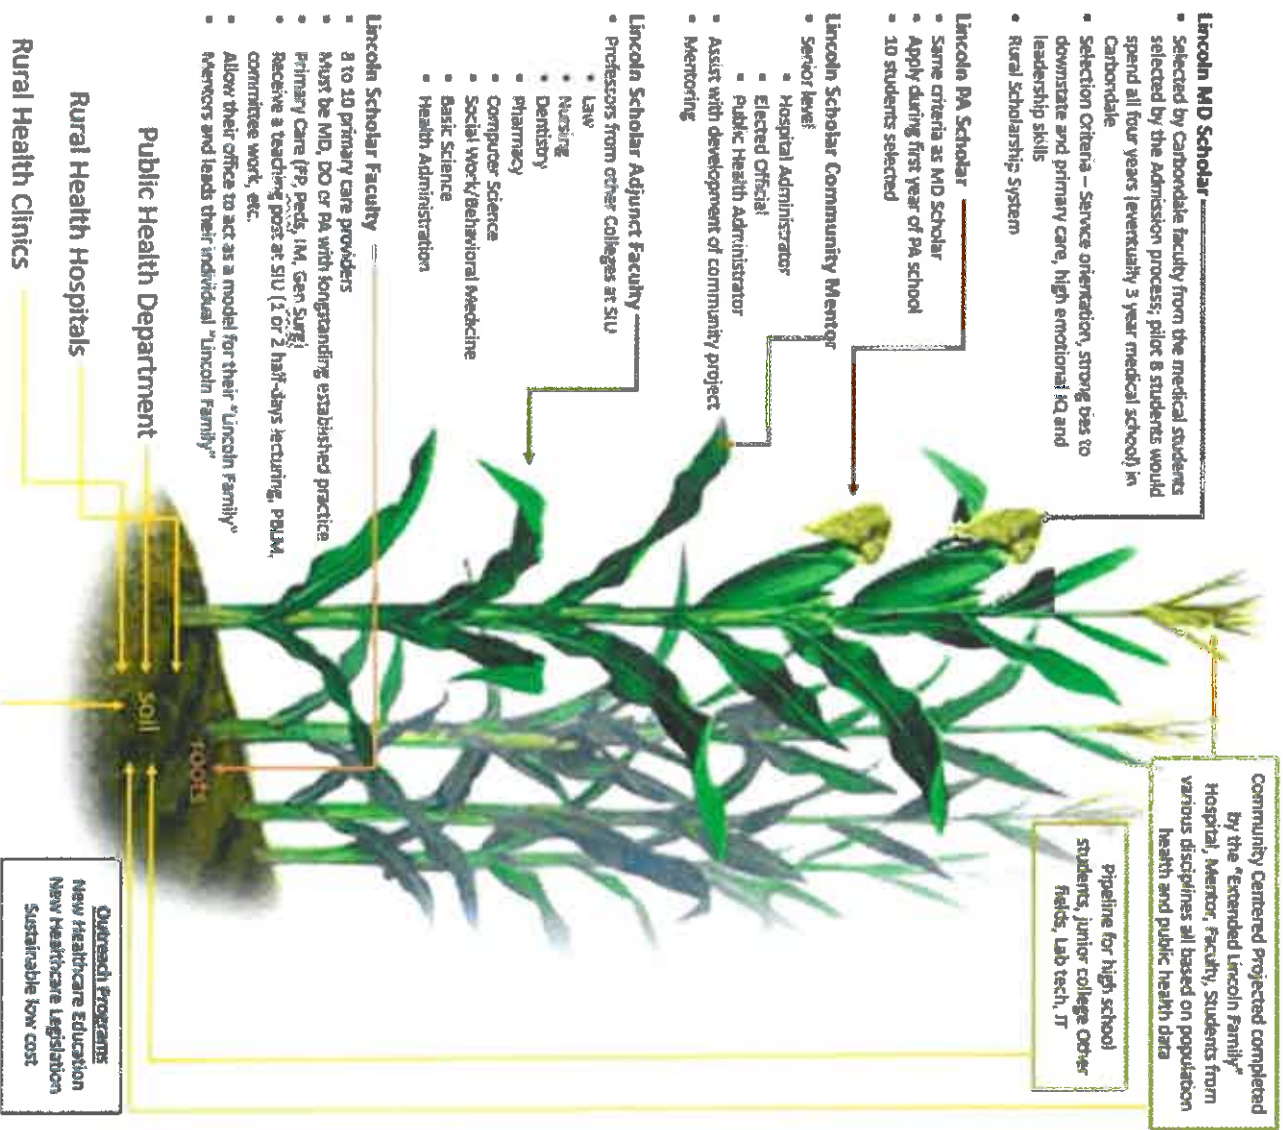 Lincoln MD Scholar
• Selected by Carbondale faculty from the medical students
selected by the Admission process; pilot 8 students would
spend all four years (eventually 3 year medical school) in
Carbondale
• Selection Criteria – Service orientation, strong ties to
downstate and primary care, high emotional IQ and
leadership skills
• Rural Scholarship System
Lincoln PA Scholar
• Same criteria as MD Scholar
• Apply during first year of PA school
• 10 students selected
Lincoln Scholar Community Mentor
• Senior level
• Hospital Administrator
• Elected Official
• Public Health Administrator
• Assist with development of community project
• Mentoring
Lincoln Scholar Adjunct Faculty
• Professors from other Colleges at SIU
• Law
• Nursing
• Dentistry
• Pharmacy
• Computer Science
• Social Work/Behavioral Medicine
• Basic Science
• Health Administration
Lincoln Scholar Faculty
• 8 to 10 primary care providers
• Must be MD, DO or PA with longstanding established practice
• Primary Care (FP, Peds, IM, Gen Surg)
• Receive a teaching post at SIU (1 or 2 half-days lecturing, PBLM,
committee work, etc.
• Allow their office to act as a model for their "Lincoln Family"
• Mentors and leads their individual "Lincoln Family"
Public Health Department
Rural Health Hospitals
Rural Health Clinics
Community Centered Projected completed
by the "Extended Lincoln Family"
Hospital, Mentor, Faculty, Students from
various disciplines all based on population
health and public health data
Pipeline for high school
students, junior college Other
fields, Lab tech, IT
roots
soil
Outreach Programs
New Healthcare Education
New Healthcare Legislation
Sustainable low cost